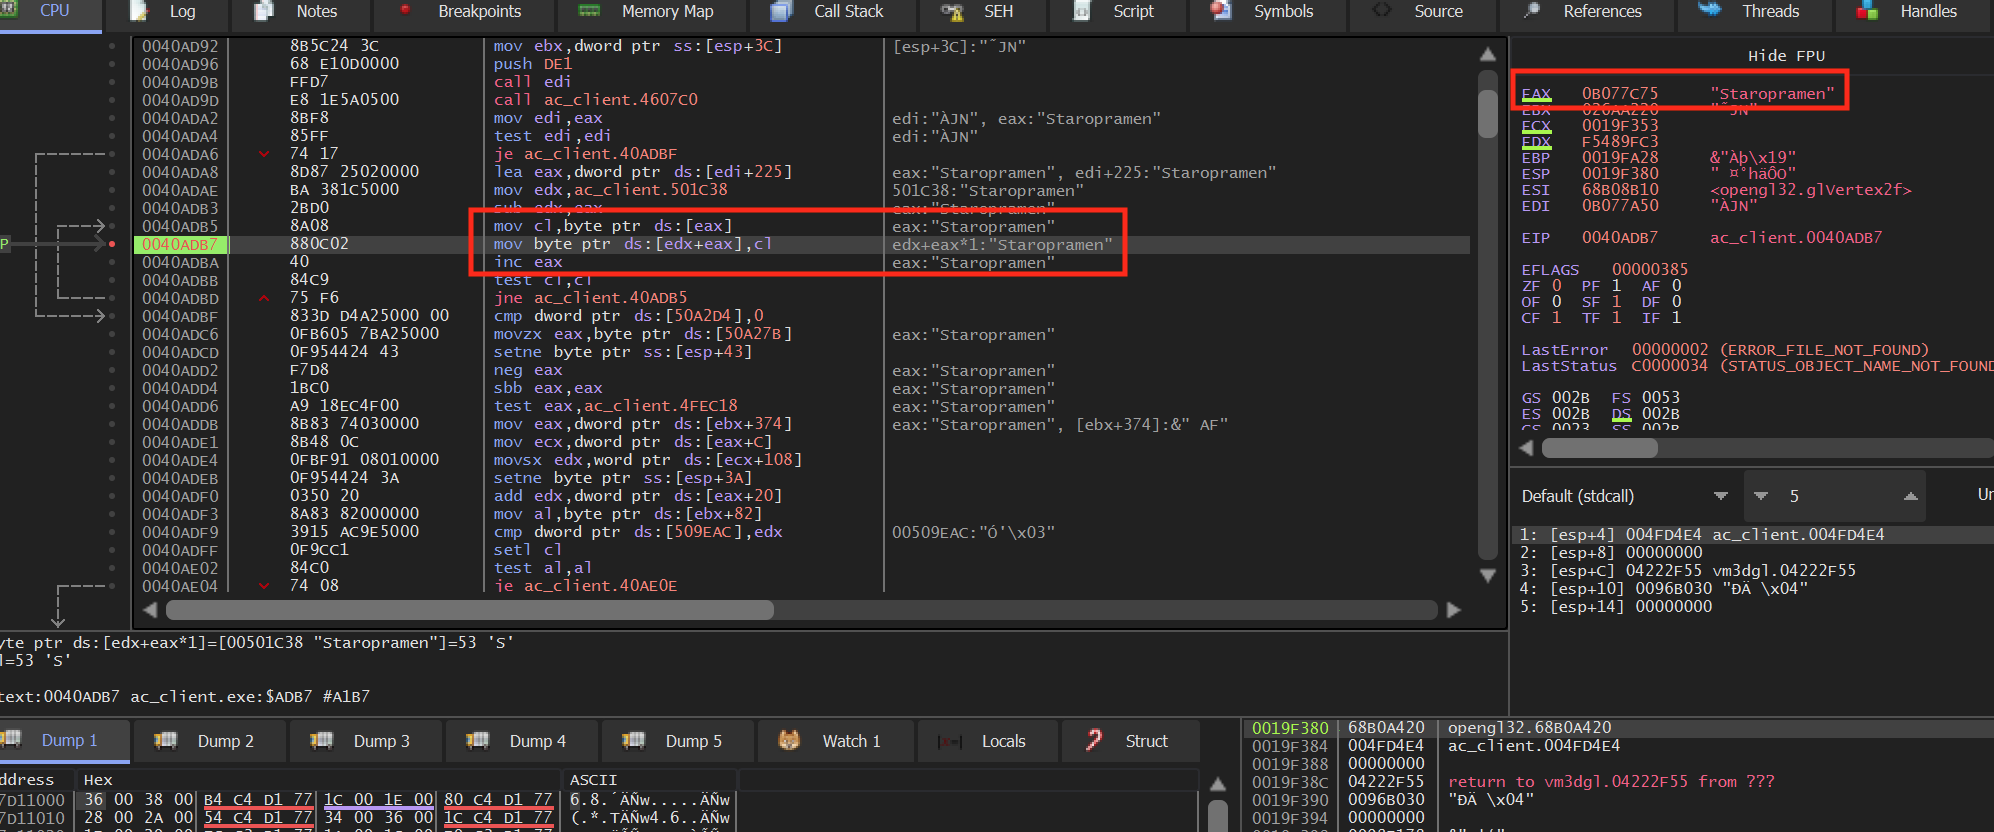 CPU Log Notes Breakpoints Memory Map Call Stack SEH Script Symbols Source References Threads Handles
0040AD92 8B5C24 3C mov ebx,dword ptr ss:[esp+3C] [esp+3C]:"˜JN"
0040AD96 68 E10D0000 push DE1
0040AD9B FFD7 call edi
0040AD9D E8 1E5A0500 call ac_client.4607C0
0040ADA2 8BF8 mov edi,eax edi:"ÀJN", eax:"Staropramen"
0040ADA4 85FF test edi,edi edi:"ÀJN"
0040ADA6 74 17 je ac_client.40ADBF
0040ADA8 8D87 25020000 lea eax,dword ptr ds:[edi+225] eax:"Staropramen", edi+225:"Staropramen"
0040ADAE BA 381C5000 mov edx,ac_client.501C38 501C38:"Staropramen"
0040ADB3 2BD0 sub edx,eax eax:"Staropramen"
0040ADB5 8A08 mov cl,byte ptr ds:[eax] eax:"Staropramen"
P 0040ADB7 880C02 mov byte ptr ds:[edx+eax],cl edx+eax*1:"Staropramen"
0040ADBA 40 inc eax eax:"Staropramen"
0040ADBB 84C9 test cl,cl
0040ADBD 75 F6 jne ac_client.40ADB5
0040ADBF 833D D4A25000 00 cmp dword ptr ds:[50A2D4],0
0040ADC6 0FB605 7BA25000 movzx eax,byte ptr ds:[50A27B] eax:"Staropramen"
0040ADCD 0F954424 43 setne byte ptr ss:[esp+43]
0040ADD2 F7D8 neg eax eax:"Staropramen"
0040ADD4 1BC0 sbb eax,eax eax:"Staropramen"
0040ADD6 A9 18EC4F00 test eax,ac_client.4FEC18 eax:"Staropramen"
0040ADDB 8B83 74030000 mov eax,dword ptr ds:[ebx+374] eax:"Staropramen", [ebx+374]:&" AF"
0040ADE1 8B48 0C mov ecx,dword ptr ds:[eax+C]
0040ADE4 0FBF91 08010000 movsx edx,word ptr ds:[ecx+108]
0040ADEB 0F954424 3A setne byte ptr ss:[esp+3A]
0040ADF0 0350 20 add edx,dword ptr ds:[eax+20]
0040ADF3 8A83 82000000 mov al,byte ptr ds:[ebx+82]
0040ADF9 3915 AC9E5000 cmp dword ptr ds:[509EAC],edx 00509EAC:"Ó'\x03"
0040ADFF 0F9CC1 setl cl
0040AE02 84C0 test al,al
0040AE04 74 08 je ac_client.40AE0E
Hide FPU
EAX 0B077C75 "Staropramen"
EBX 026AA220 "˜JN"
ECX 0019F353
EDX F5489FC3
EBP 0019FA28 &"Àþ\x19"
ESP 0019F380 " ¤°häÔO"
ESI 68B08B10 <opengl32.glVertex2f>
EDI 0B077A50 "ÀJN"
EIP 0040ADB7 ac_client.0040ADB7
EFLAGS 00000385
ZF 0 PF 1 AF 0
OF 0 SF 1 DF 0
CF 1 TF 1 IF 1
LastError 00000002 (ERROR_FILE_NOT_FOUND)
LastStatus C0000034 (STATUS_OBJECT_NAME_NOT_FOUND
GS 002B FS 0053
ES 002B DS 002B
CS 0023 SS 002B
Default (stdcall) 5 Un
1: [esp+4] 004FD4E4 ac_client.004FD4E4
2: [esp+8] 00000000
3: [esp+C] 04222F55 vm3dgl.04222F55
4: [esp+10] 0096B030 "ÐÄ \x04"
5: [esp+14] 00000000
yte ptr ds:[edx+eax*1]=[00501C38 "Staropramen"]=53 'S'
l=53 'S'
text:0040ADB7 ac_client.exe:$ADB7 #A1B7
Dump 1 Dump 2 Dump 3 Dump 4 Dump 5 Watch 1 Locals Struct
ddress Hex ASCII
7D11000 36 00 38 00 B4 C4 D1 77 1C 00 1E 00 80 C4 D1 77 6.8.´ÄÑw.....ÄÑw
7D11010 28 00 2A 00 54 C4 D1 77 34 00 36 00 1C C4 D1 77 (.*.TÄÑw4.6..ÄÑw
0019F380 68B0A420 opengl32.68B0A420
0019F384 004FD4E4 ac_client.004FD4E4
0019F388 00000000
0019F38C 04222F55 return to vm3dgl.04222F55 from ???
0019F390 0096B030 "ÐÄ \x04"
0019F394 00000000